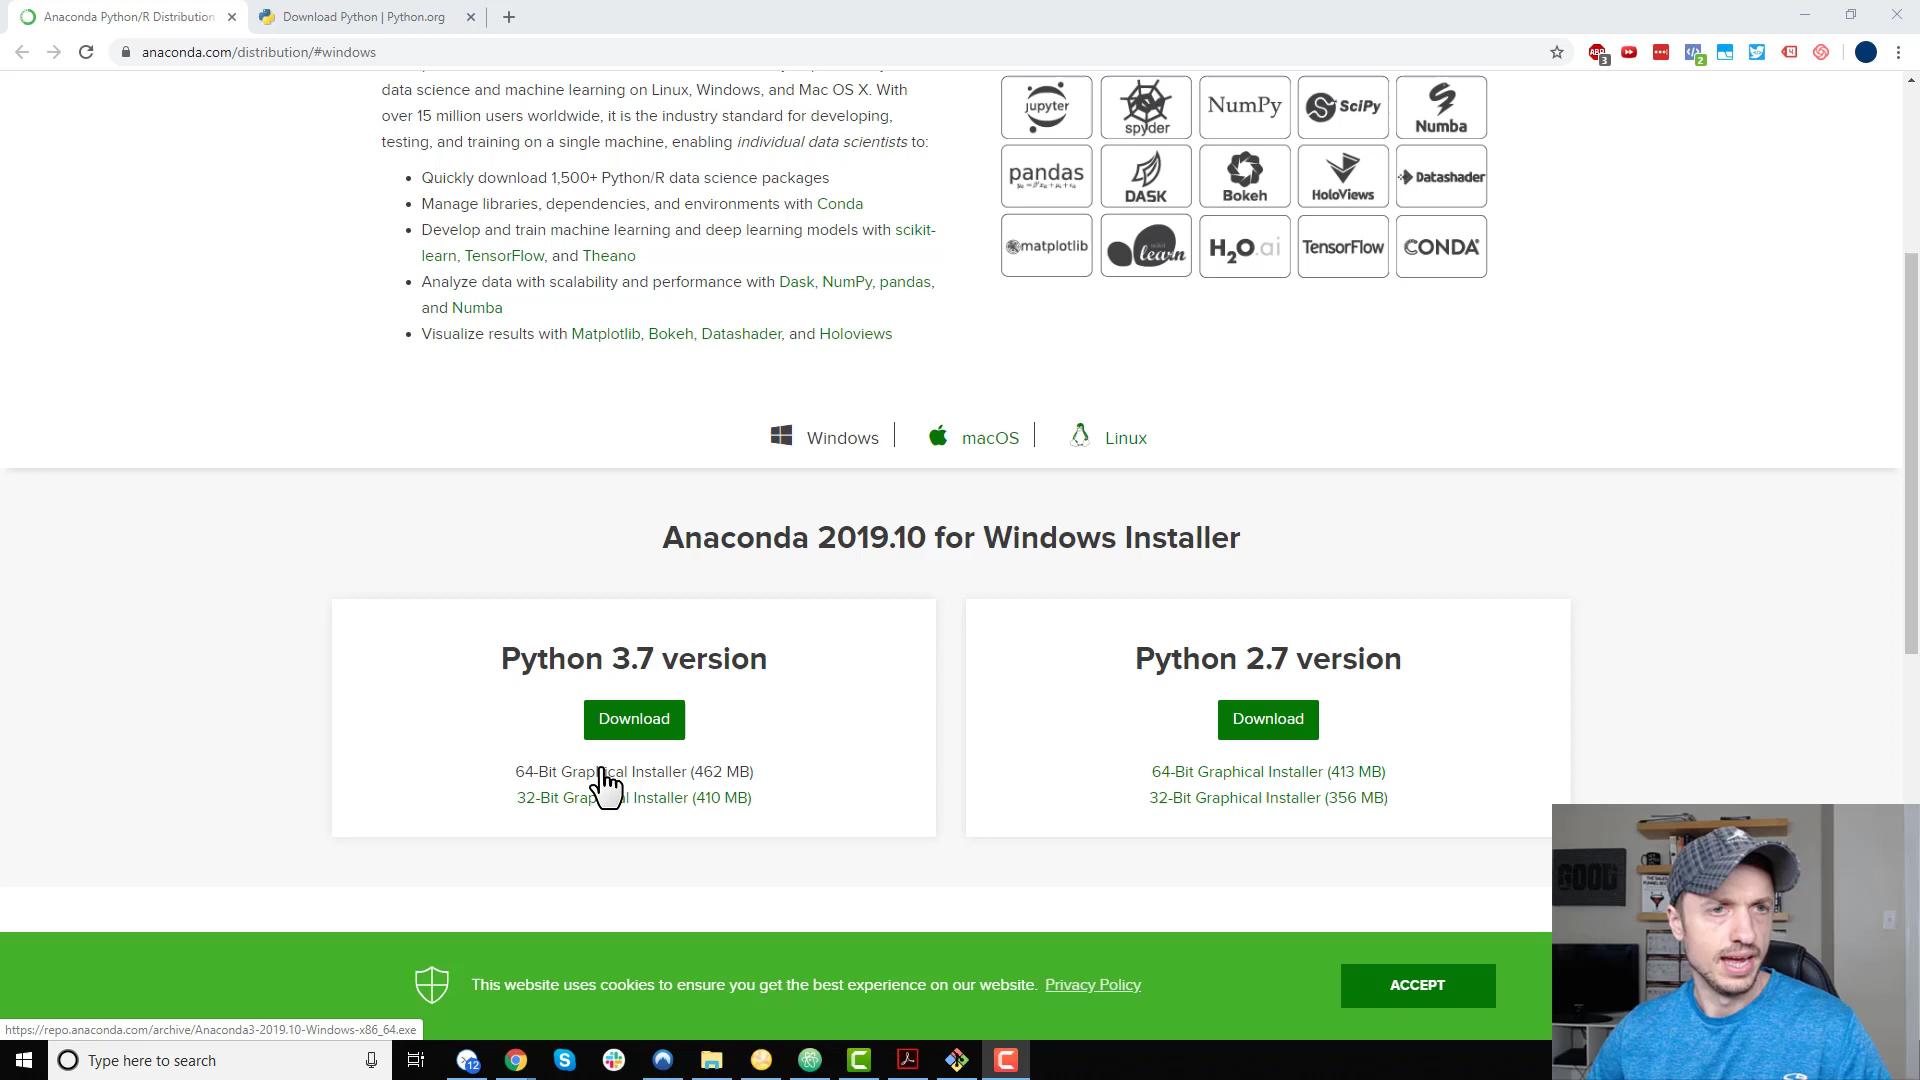 Anaconda Python/R Distribution
Download Python | Python.org
anaconda.com/distribution/#windows
3
2
data science and machine learning on Linux, Windows, and Mac OS X. With
over 15 million users worldwide, it is the industry standard for developing,
testing, and training on a single machine, enabling individual data scientists to:
Quickly download 1,500+ Python/R data science packages
Manage libraries, dependencies, and environments with Conda
Develop and train machine learning and deep learning models with scikit-
learn, TensorFlow, and Theano
Analyze data with scalability and performance with Dask, NumPy, pandas,
and Numba
Visualize results with Matplotlib, Bokeh, Datashader, and Holoviews
jupyter
spyder
NumPy
SciPy
Numba
pandas
DASK
Bokeh
HoloViews
Datashader
matplotlib
scikit learn
H2O.ai
TensorFlow
CONDA
Windows
macOS
Linux
Anaconda 2019.10 for Windows Installer
Python 3.7 version
Download
64-Bit Graphical Installer (462 MB)
32-Bit Graphical Installer (410 MB)
Python 2.7 version
Download
64-Bit Graphical Installer (413 MB)
32-Bit Graphical Installer (356 MB)
GOOD
This website uses cookies to ensure you get the best experience on our website. Privacy Policy
ACCEPT
https://repo.anaconda.com/archive/Anaconda3-2019.10-Windows-x86_64.exe
Type here to search
12